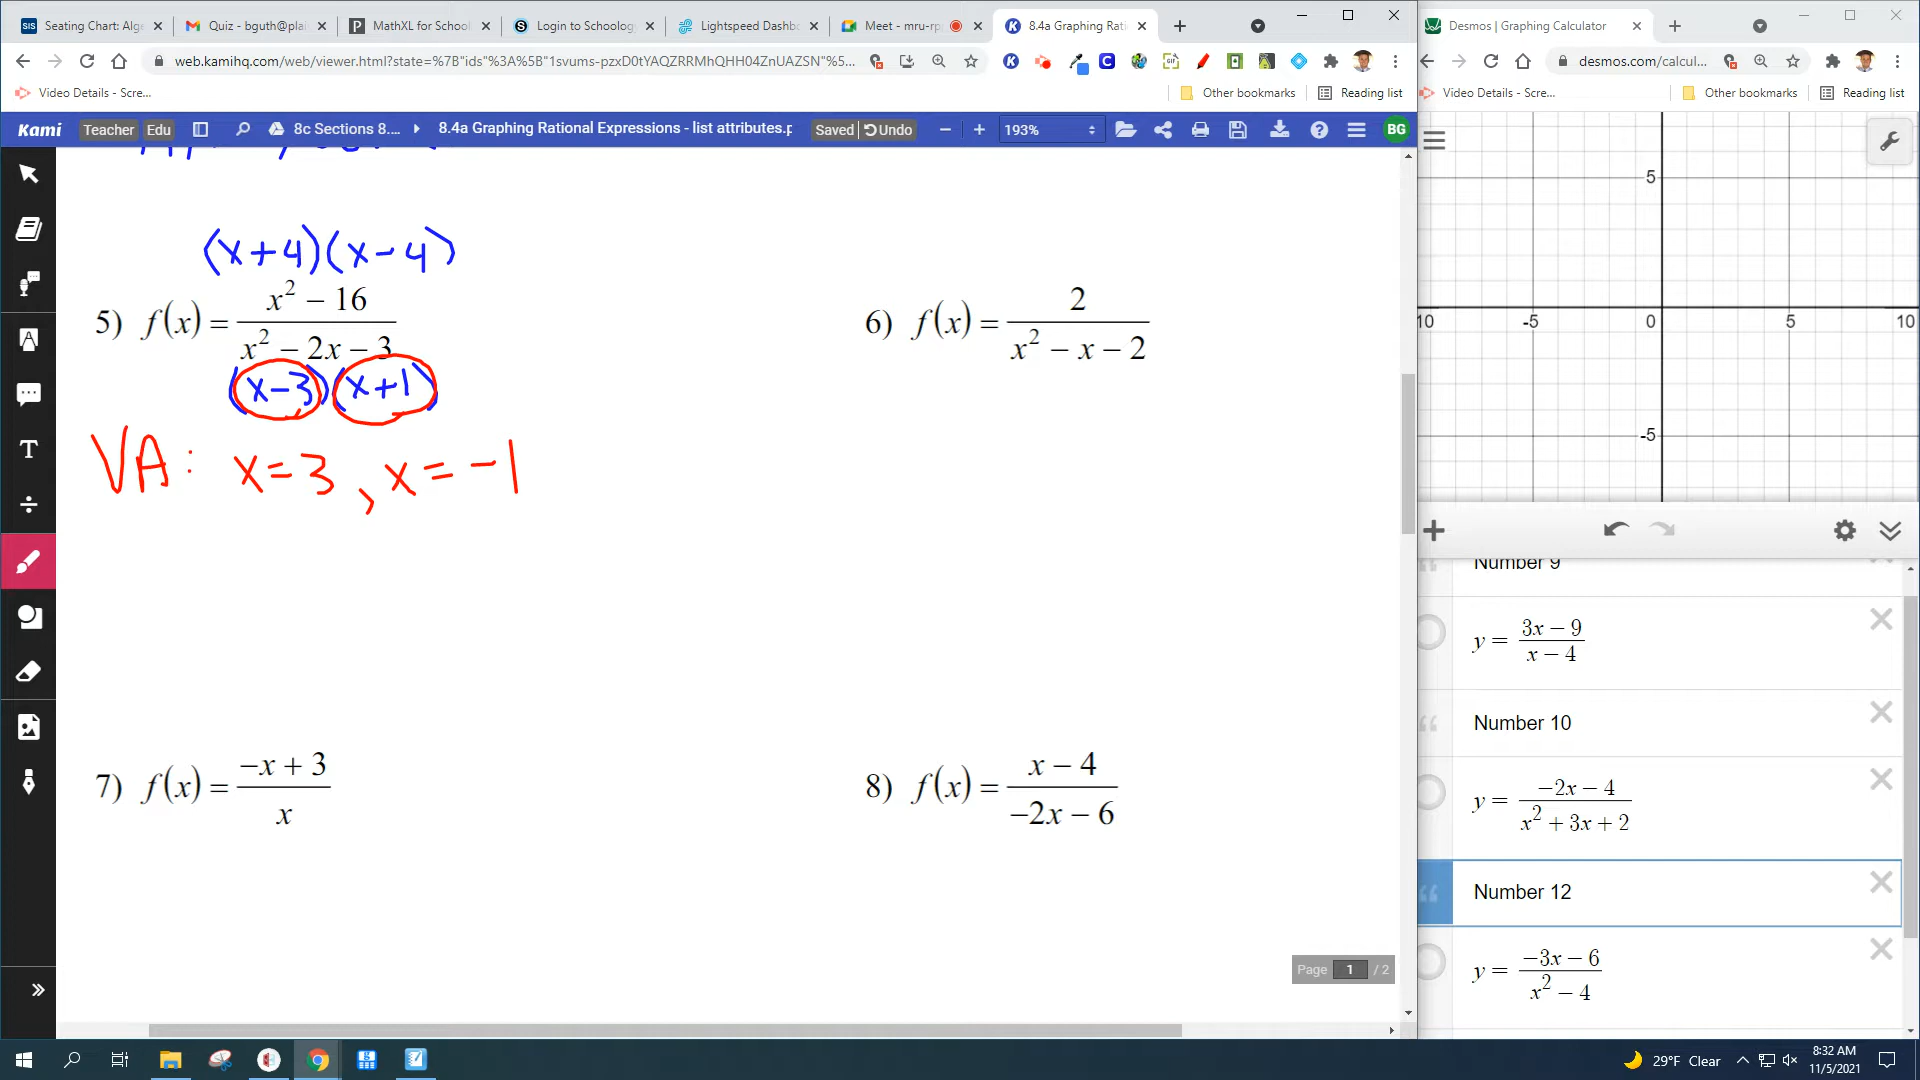 Seating Chart: Alge
Quiz - bguth@plai
MathXL for School
Login to Schoology
Lightspeed Dashbo
Meet - mru-rp
8.4a Graphing Rati
web.kamihq.com/web/viewer.html?state=%7B"ids"%3A%5B"1svums-pzxD0tYAQZRRMhQHH04ZnUAZSN"%5...
Video Details - Scre...
Other bookmarks
Reading list
Kami
Teacher
Edu
8c Sections 8....
8.4a Graphing Rational Expressions - list attributes.p
Saved
Undo
193%
BG
(x+4)(x-4)
5) f(x) = (x² − 16)/(x² − 2x − 3)
(x-3)(x+1)
VA: x=3, x=-1
6) f(x) = 2/(x² − x − 2)
7) f(x) = (−x + 3)/x
8) f(x) = (x − 4)/(−2x − 6)
Page 1 / 2
Desmos | Graphing Calculator
desmos.com/calcul...
Video Details - Scre...
Other bookmarks
Reading list
5
10 -5 0 5 10
-5
Number 9
y = (3x − 9)/(x − 4)
Number 10
y = (−2x − 4)/(x² + 3x + 2)
Number 12
y = (−3x − 6)/(x² − 4)
29°F Clear
8:32 AM
11/5/2021